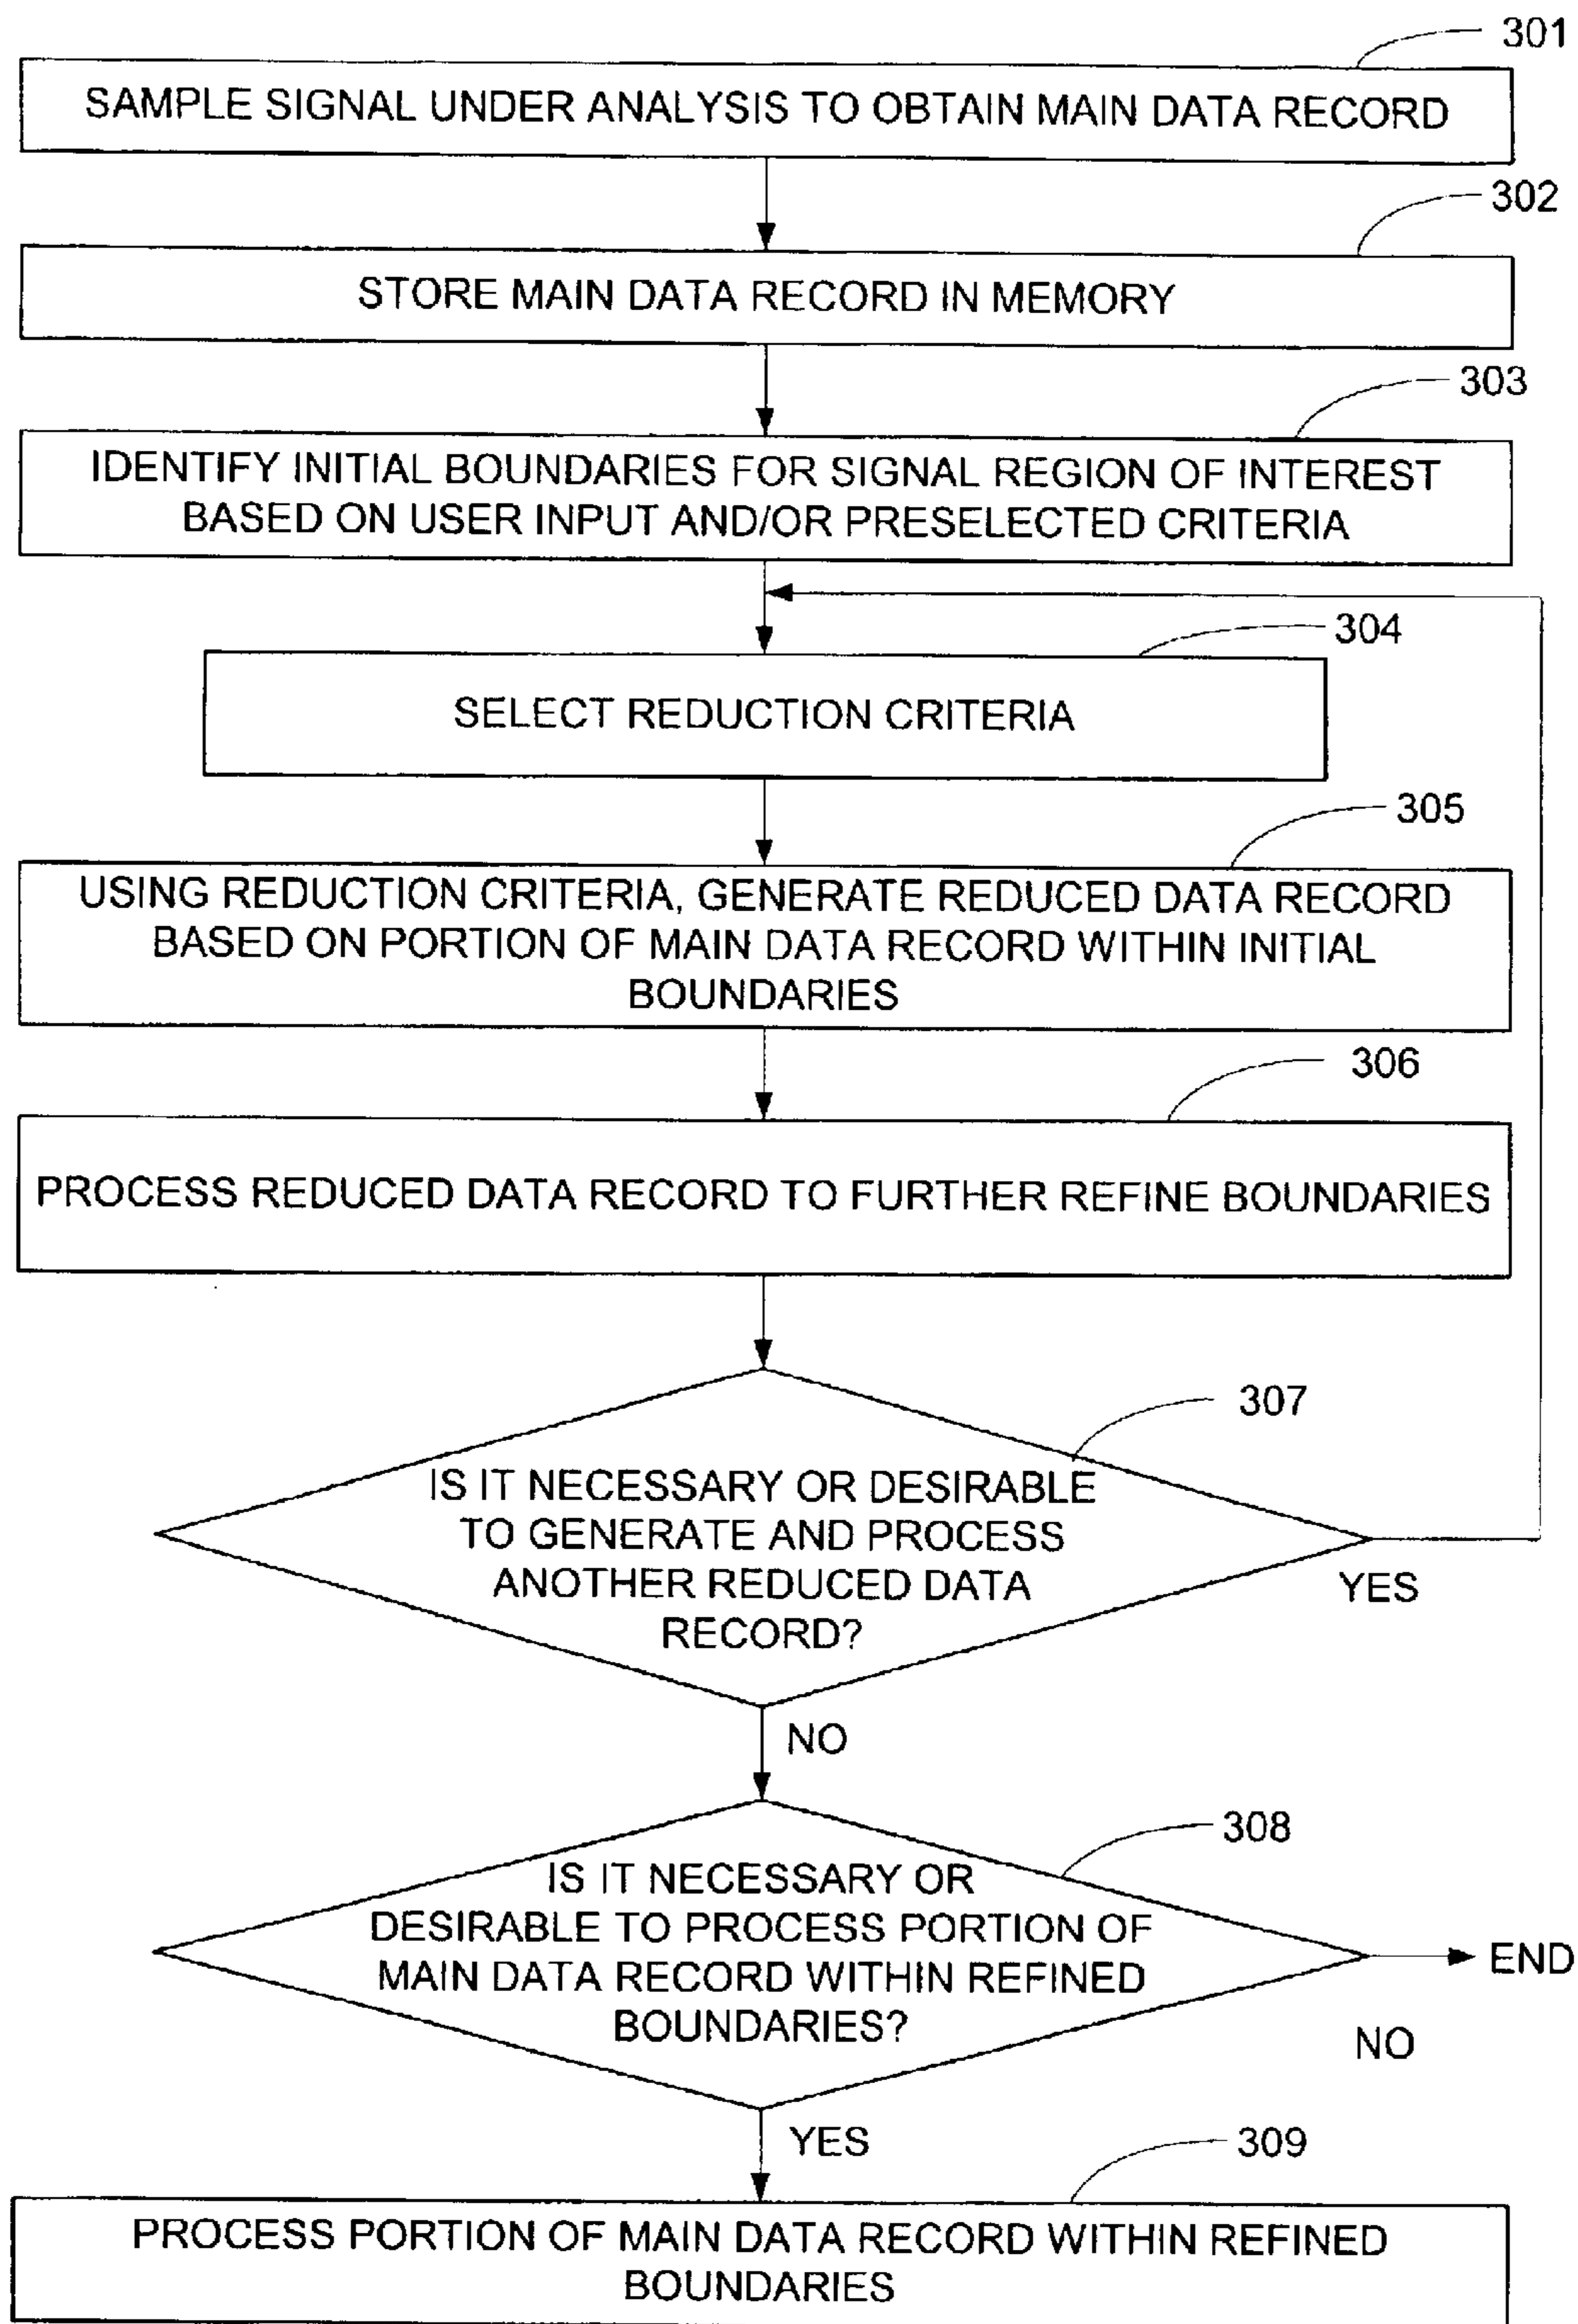 301
SAMPLE SIGNAL UNDER ANALYSIS TO OBTAIN MAIN DATA RECORD
302
STORE MAIN DATA RECORD IN MEMORY
303
IDENTIFY INITIAL BOUNDARIES FOR SIGNAL REGION OF INTEREST
BASED ON USER INPUT AND/OR PRESELECTED CRITERIA
304
SELECT REDUCTION CRITERIA
305
USING REDUCTION CRITERIA, GENERATE REDUCED DATA RECORD
BASED ON PORTION OF MAIN DATA RECORD WITHIN INITIAL
BOUNDARIES
306
PROCESS REDUCED DATA RECORD TO FURTHER REFINE BOUNDARIES
307
IS IT NECESSARY OR DESIRABLE
TO GENERATE AND PROCESS
ANOTHER REDUCED DATA
RECORD?
YES
NO
308
IS IT NECESSARY OR
DESIRABLE TO PROCESS PORTION OF
MAIN DATA RECORD WITHIN REFINED
BOUNDARIES?
END
NO
YES
309
PROCESS PORTION OF MAIN DATA RECORD WITHIN REFINED
BOUNDARIES